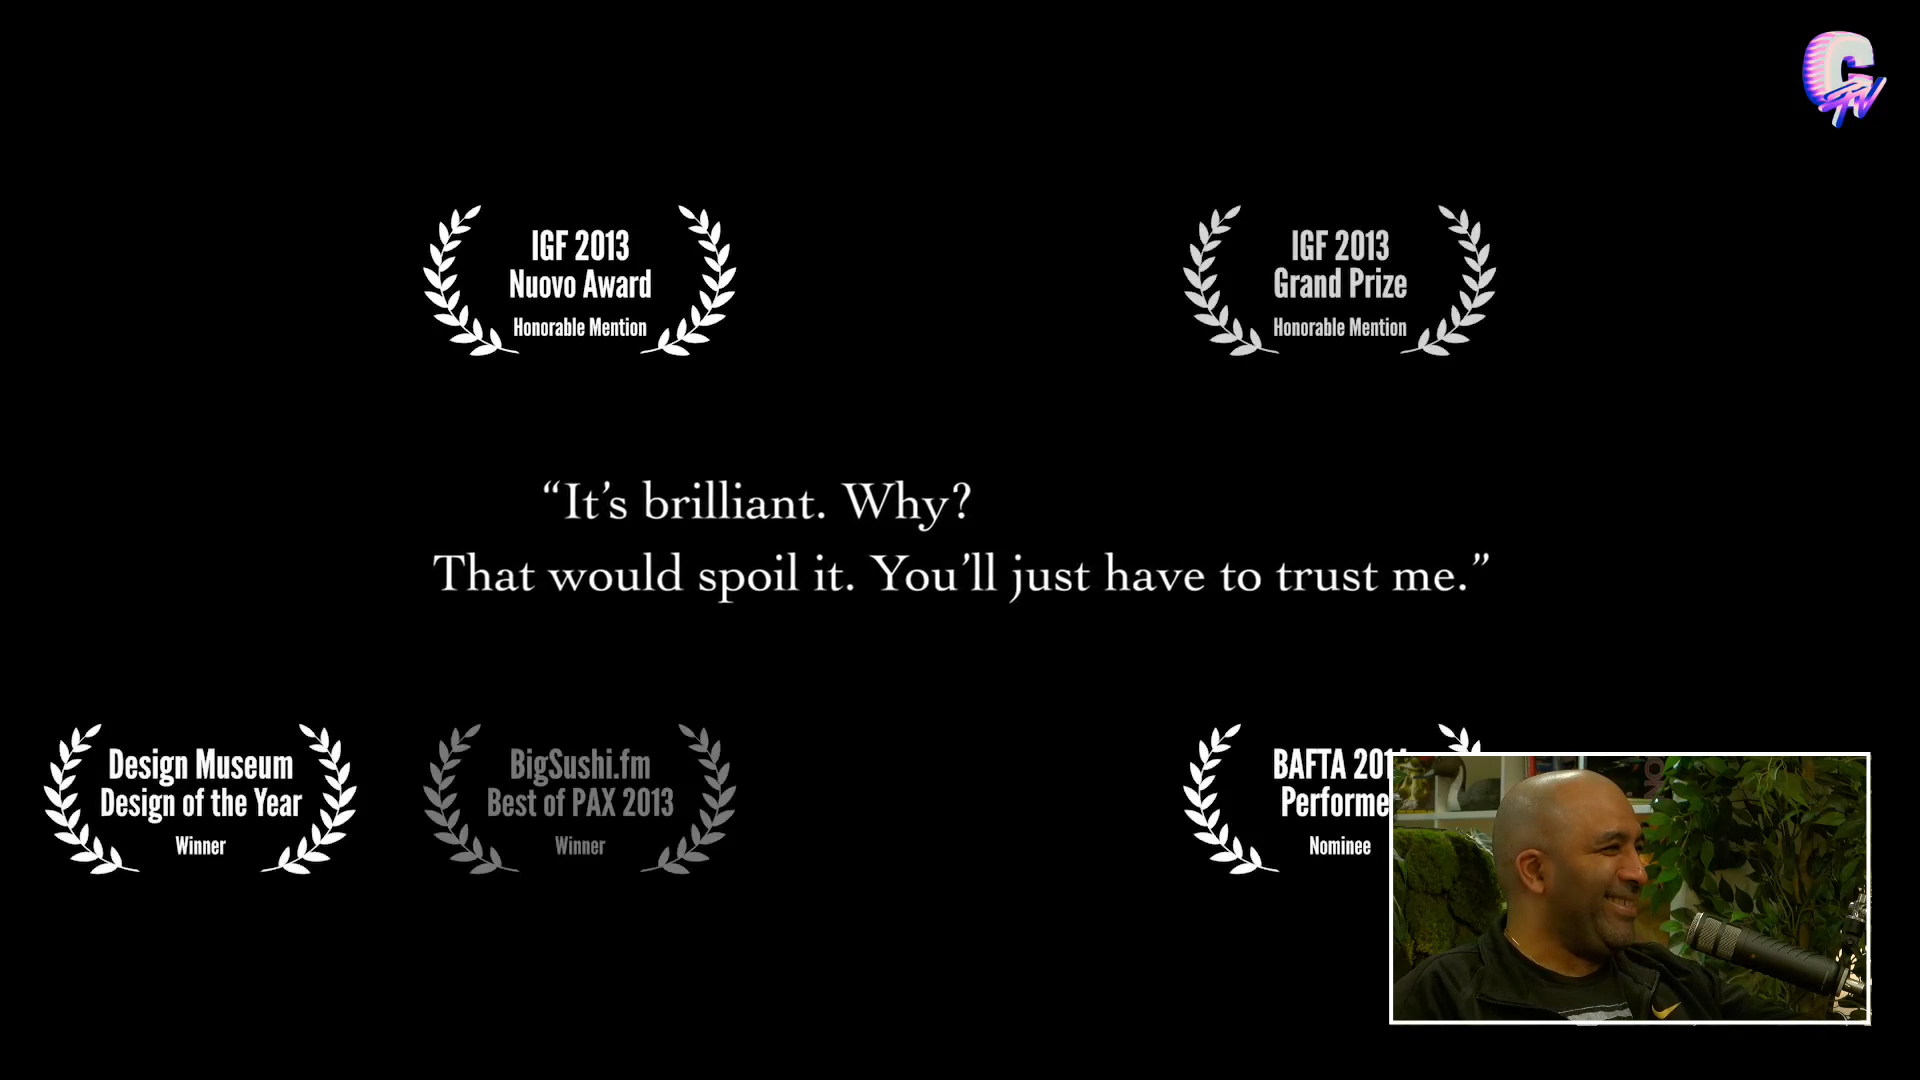 C
TV
IGF 2013
Nuovo Award
Honorable Mention
IGF 2013
Grand Prize
Honorable Mention
“It’s brilliant. Why?
That would spoil it. You’ll just have to trust me.”
Design Museum
Design of the Year
Winner
BigSushi.fm
Best of PAX 2013
Winner
BAFTA
Nominee